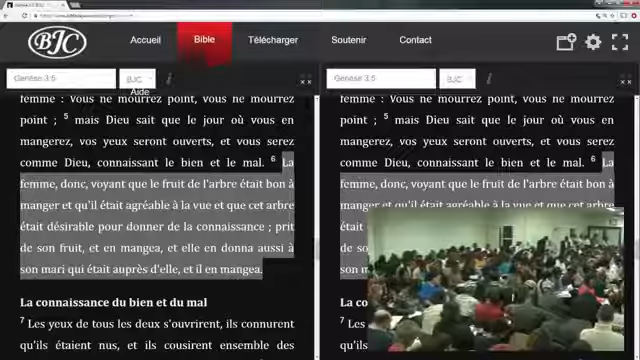 BJC
Accueil
Bible
Télécharger
Soutenir
Contact
Genèse 3:5
BJC
Aide
femme : Vous ne mourrez point, vous ne mourrez
point ; 5 mais Dieu sait que le jour où vous en
mangerez, vos yeux seront ouverts, et vous serez
comme Dieu, connaissant le bien et le mal. 6 La
femme, donc, voyant que le fruit de l'arbre était bon à
manger et qu'il était agréable à la vue et que cet arbre
était désirable pour donner de la connaissance ; prit
de son fruit, et en mangea, et elle en donna aussi à
son mari qui était auprès d'elle, et il en mangea.
La connaissance du bien et du mal
7 Les yeux de tous les deux s'ouvrirent, ils connurent
qu'ils étaient nus, et ils cousirent ensemble des
Genèse 3:5
BJC
femme : Vous ne mourrez point, vous ne mourrez
point ; 5 mais Dieu sait que le jour où vous en
mangerez, vos yeux seront ouverts, et vous serez
comme Dieu, connaissant le bien et le mal. 6 La
femme, donc, voyant que le fruit de l'arbre était bon à
manger et qu'il était agréable à la vue et que cet arbre
était
de so
son m
La co
7 Les
qu'ils